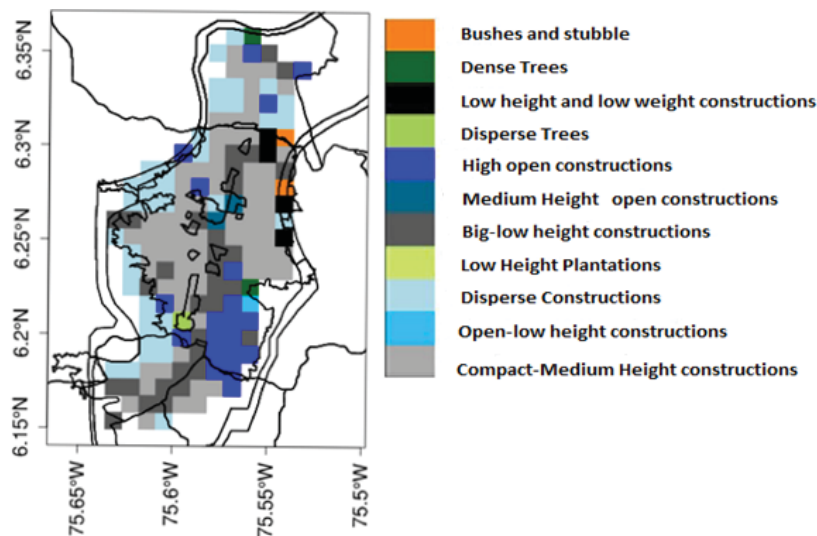 6.35°N
6.3°N
6.25°N
6.2°N
6.15°N
75.65°W
75.6°W
75.55°W
75.5°W
Bushes and stubble
Dense Trees
Low height and low weight constructions
Disperse Trees
High open constructions
Medium Height open constructions
Big-low height constructions
Low Height Plantations
Disperse Constructions
Open-low height constructions
Compact-Medium Height constructions